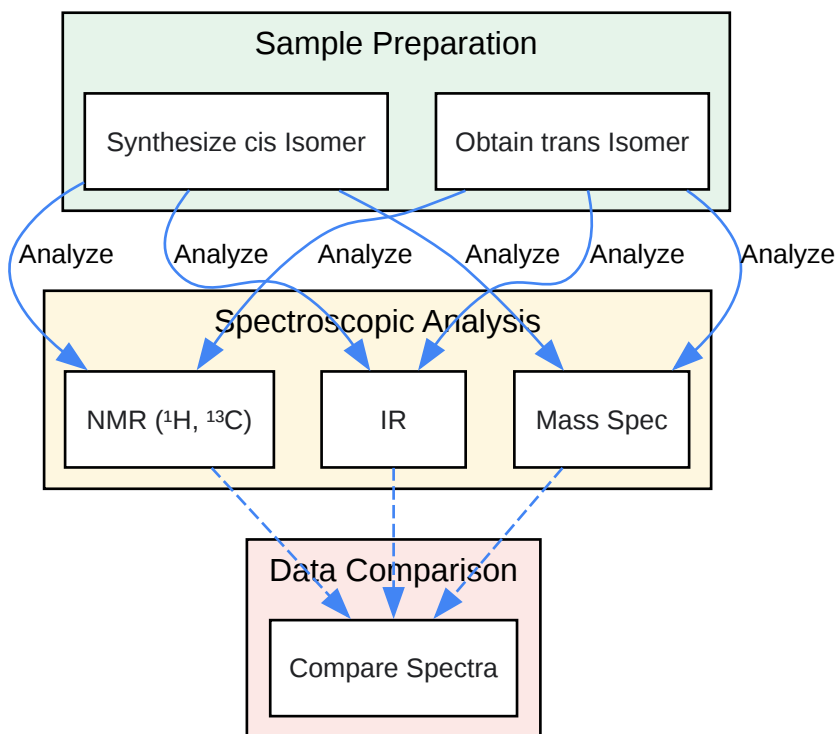 Sample Preparation
Synthesize cis Isomer
Obtain trans Isomer
Analyze
Analyze
Analyze
Analyze
Analyze
Analyze
Spectroscopic Analysis
NMR (¹H, ¹³C)
IR
Mass Spec
Data Comparison
Compare Spectra